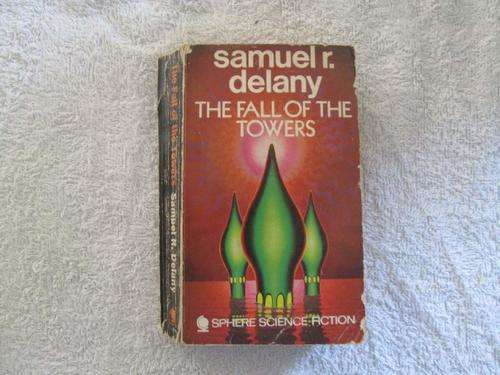 samuel r.
delany
THE FALL OF THE
TOWERS
SPHERE SCIENCE FICTION
The Fall of the Towers Samuel R. Delany